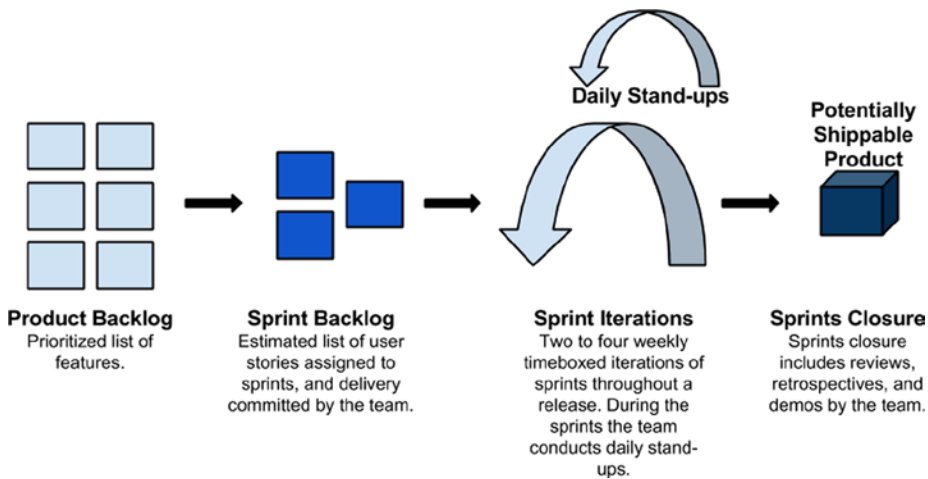 Daily Stand-ups
Potentially
Shippable
Product
Product Backlog
Prioritized list of
features.
Sprint Backlog
Estimated list of user
stories assigned to
sprints, and delivery
committed by the team.
Sprint Iterations
Two to four weekly
timeboxed iterations of
sprints throughout a
release. During the
sprints the team
conducts daily stand-
ups.
Sprints Closure
Sprints closure
includes reviews,
retrospectives, and
demos by the team.